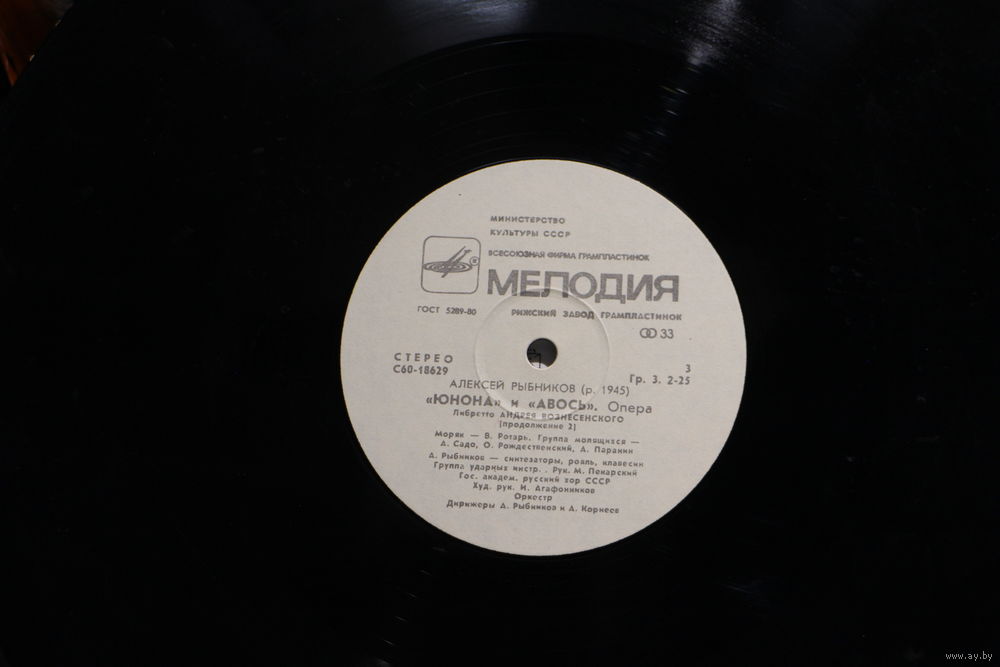 МИНИСТЕРСТВО
КУЛЬТУРЫ СССР
ВСЕСОЮЗНАЯ ФИРМА ГРАМПЛАСТИНОК
МЕЛОДИЯ
ГОСТ 5289-80
РИЖСКИЙ ЗАВОД ГРАМПЛАСТИНОК
33
СТЕРЕО
3
С60-18629
Гр. 3. 2-25
АЛЕКСЕЙ РЫБНИКОВ (р. 1945)
«ЮНОНА» и «АВОСЬ». Опера
Либретто АНДРЕЯ ВОЗНЕСЕНСКОГО
(продолжение 2)
Моряк — В. Ротарь, Группа молящихся —
А. Садо, О. Рождественский, А. Паранин
А. Рыбников — синтезаторы, рояль, клавесин
Группа ударных инстр. . Рук. М. Пекарский
Гос. академ. русский хор СССР
Худ. рук. И. Агафонников
Оркестр
Дирижеры А. Рыбников и А. Корнеев
www.ay.by